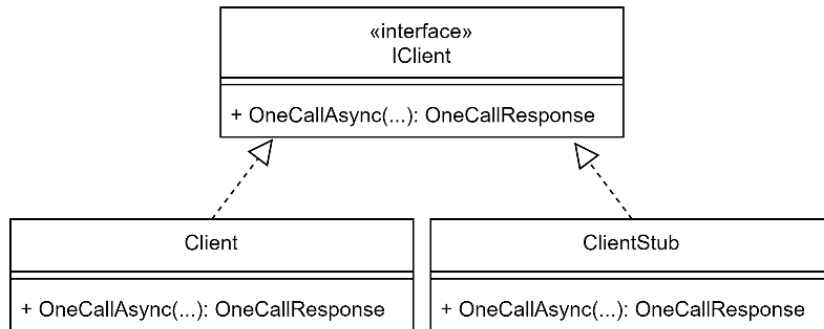 «interface»
IClient
+ OneCallAsync(...): OneCallResponse
Client
ClientStub
+ OneCallAsync(...): OneCallResponse
+ OneCallAsync(...): OneCallResponse